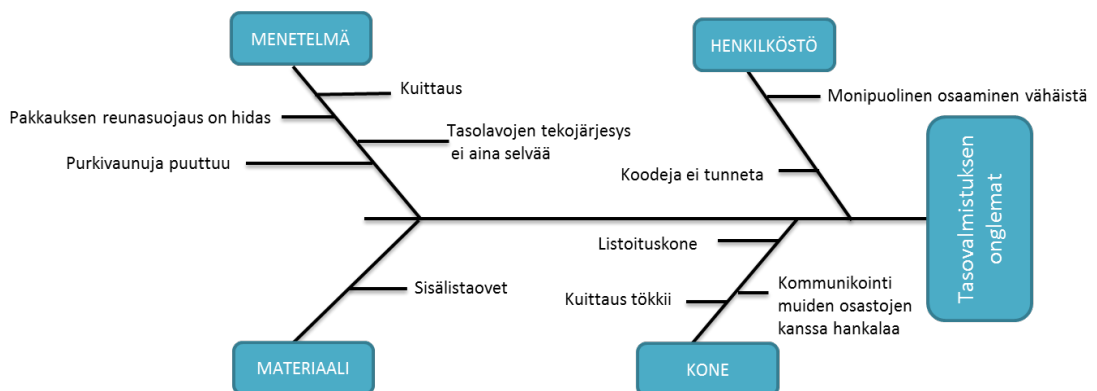 MENETELMÄ
HENKILKÖSTÖ
Kuittaus
Monipuolinen osaaminen vähäistä
Pakkauksen reunasuojaus on hidas
Tasolavojen tekojärjesys
ei aina selvää
Purkivaunuja puuttuu
Koodeja ei tunneta
Tasovalmistuksen
onglemat
Listoituskone
Sisälistaovet
Kuittaus tökkii
Kommunikointi
muiden osastojen
kanssa hankalaa
MATERIAALI
KONE